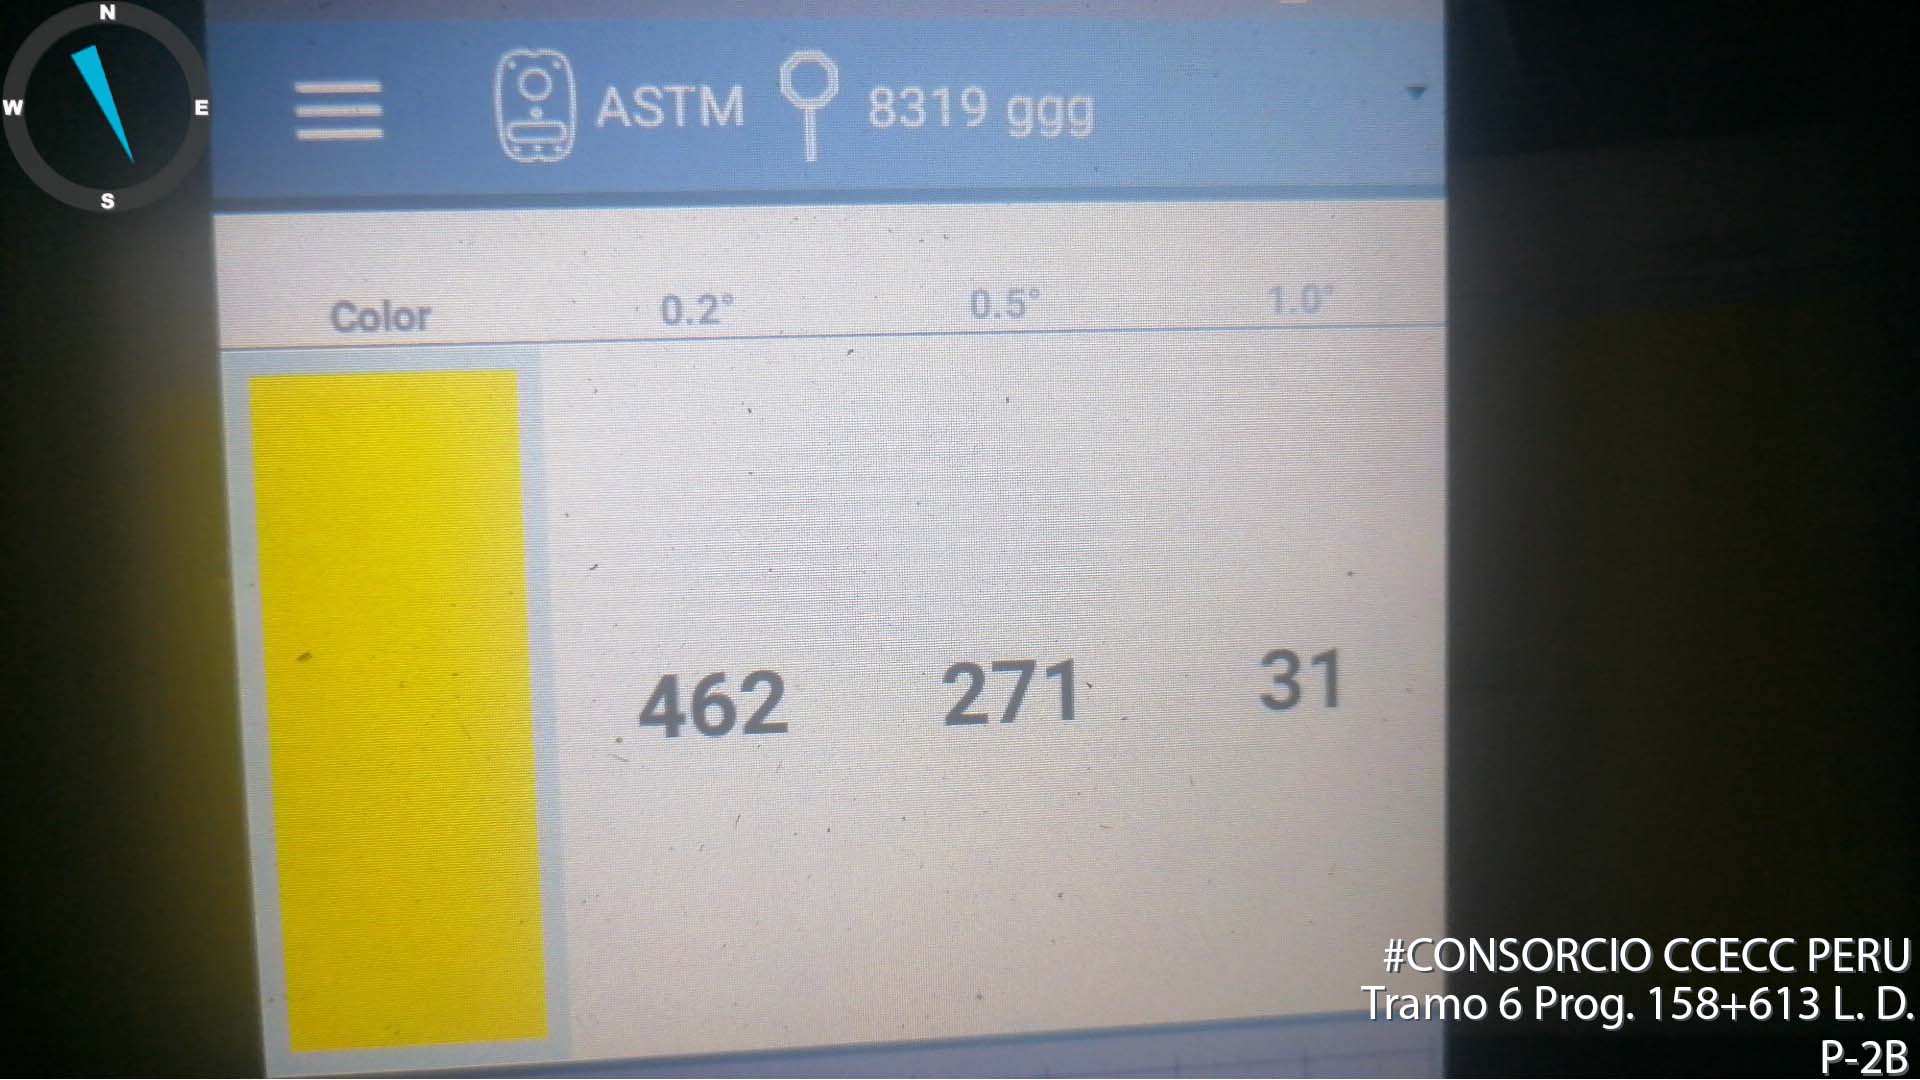 N
W E
S
ASTM 8319 ggg
Color 0.2° 0.5° 1.0°
462 271 31
#CONSORCIO CCECC PERU
Tramo 6 Prog. 158+613 L. D.
P-2B